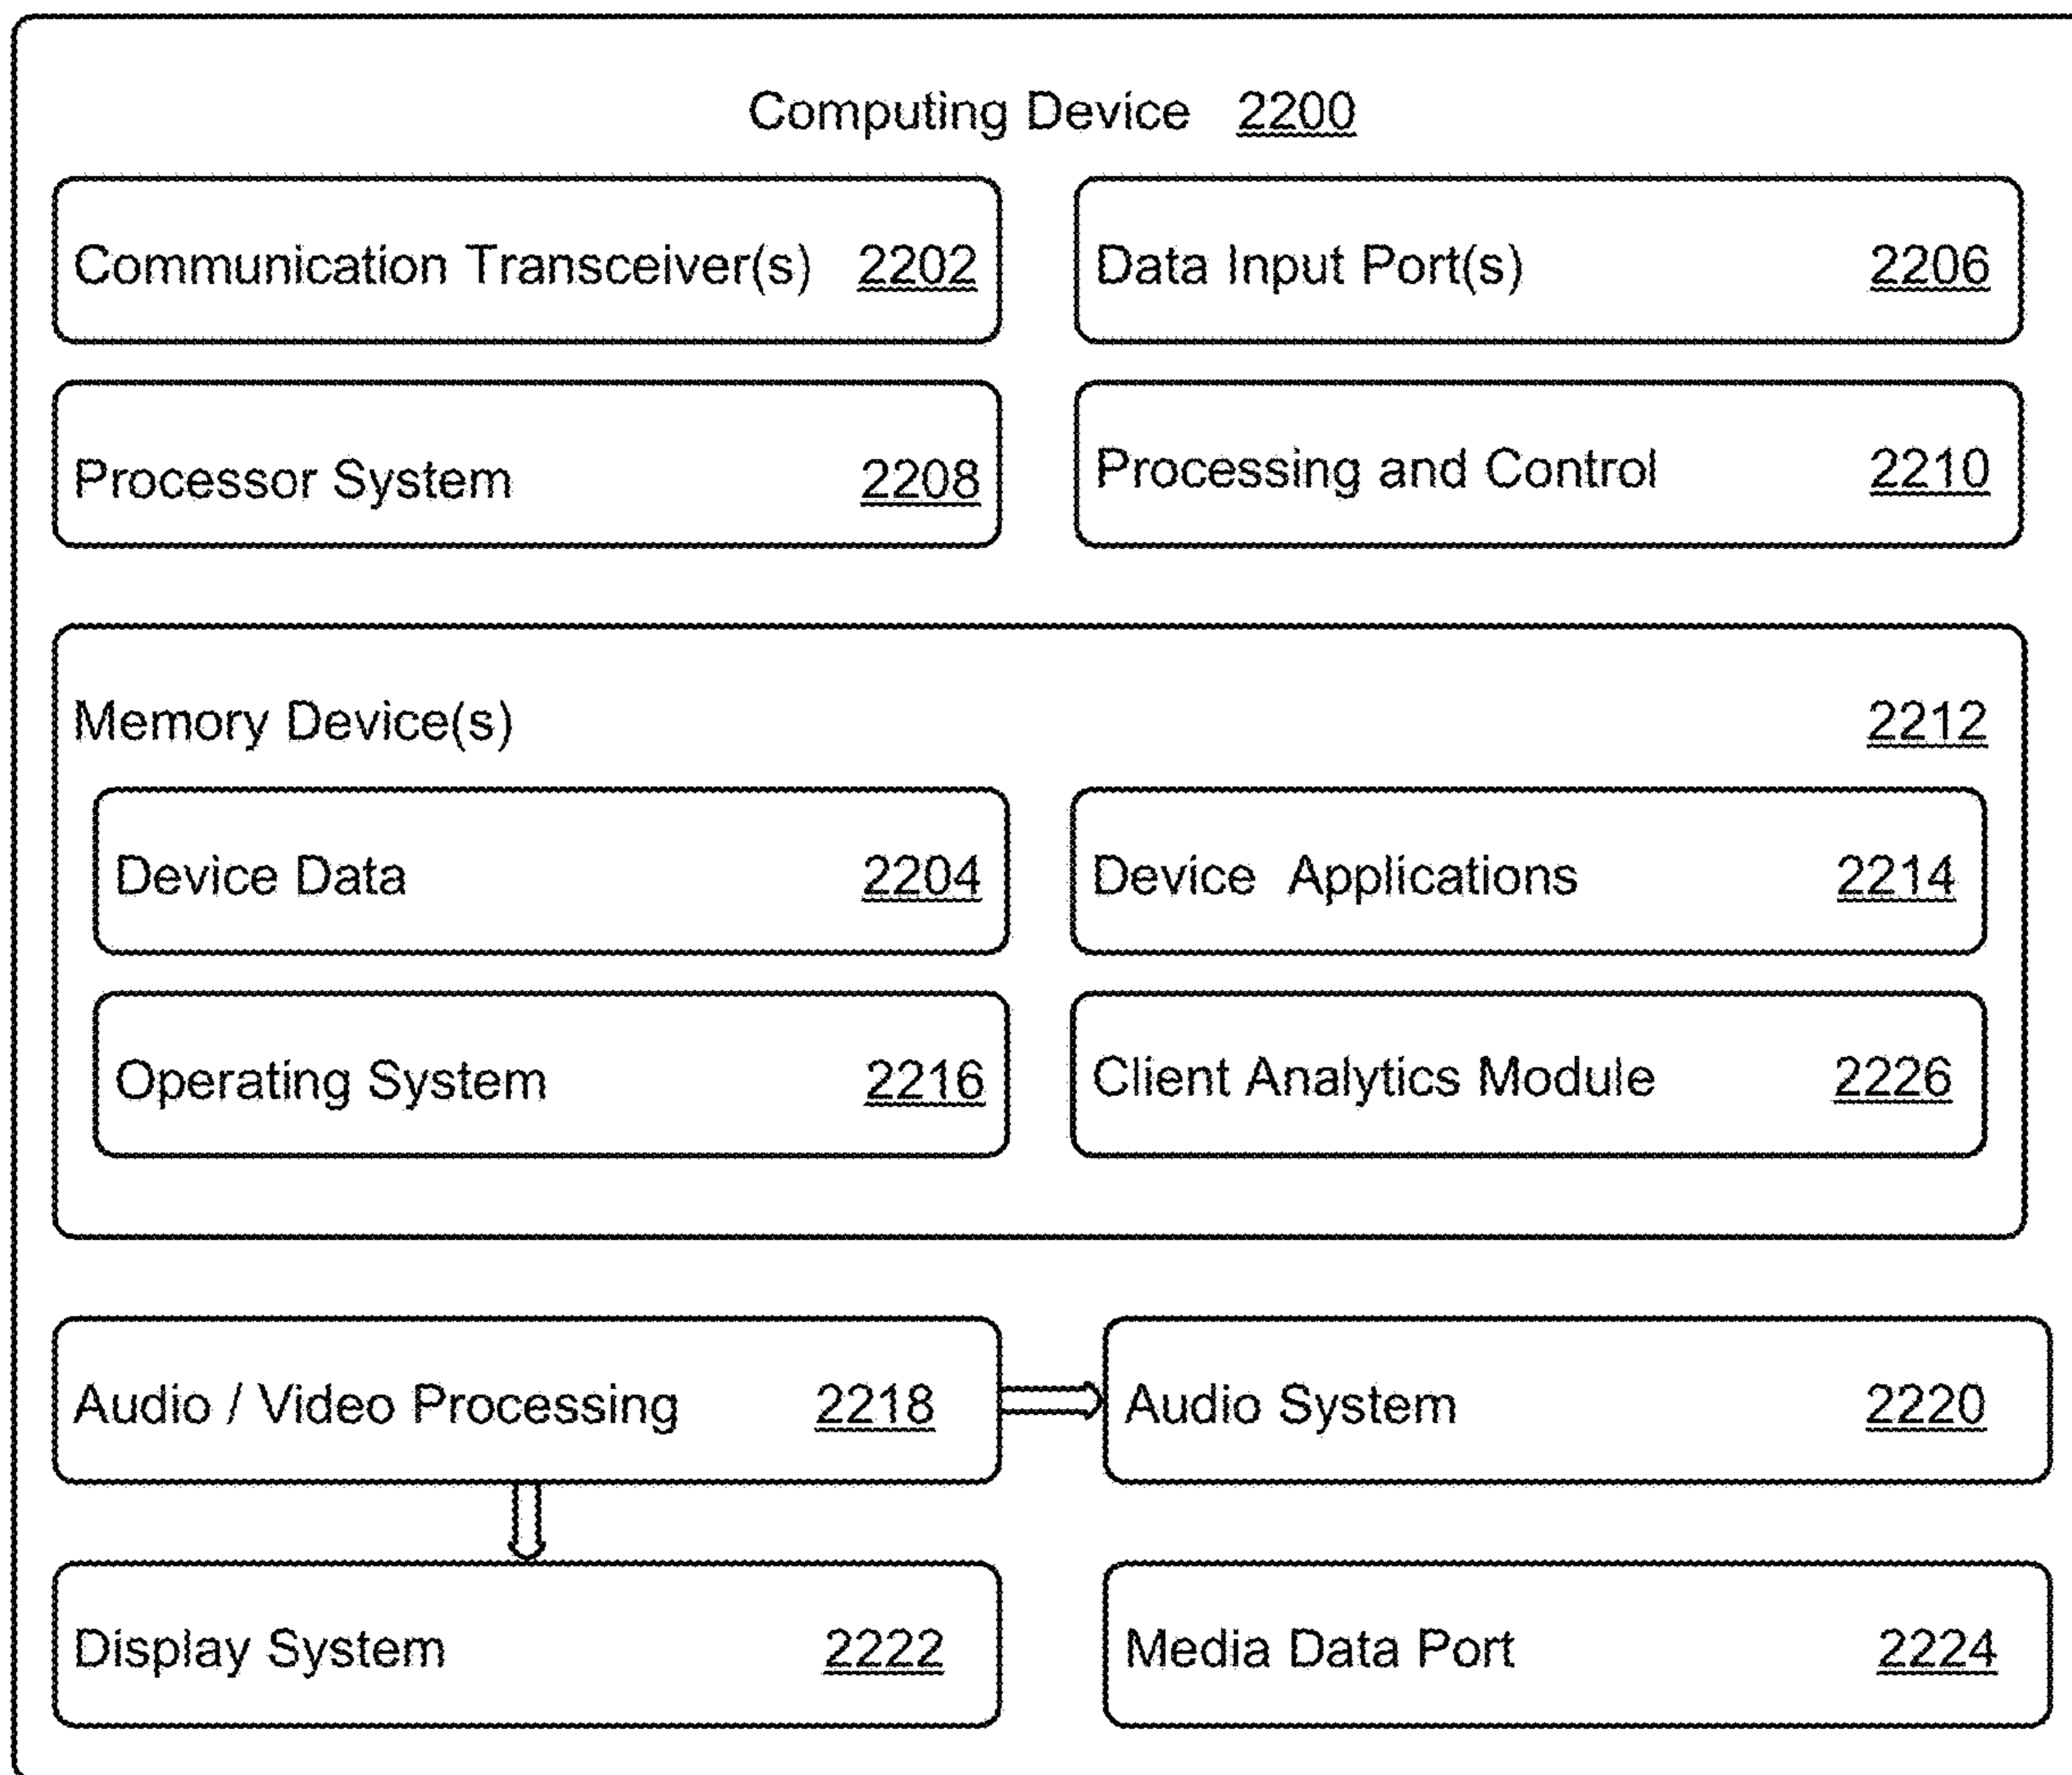 Computing Device 2200
Communication Transceiver(s) 2202
Data Input Port(s) 2206
Processor System 2208
Processing and Control 2210
Memory Device(s) 2212
Device Data 2204
Device Applications 2214
Operating System 2216
Client Analytics Module 2226
Audio / Video Processing 2218
Audio System 2220
Display System 2222
Media Data Port 2224